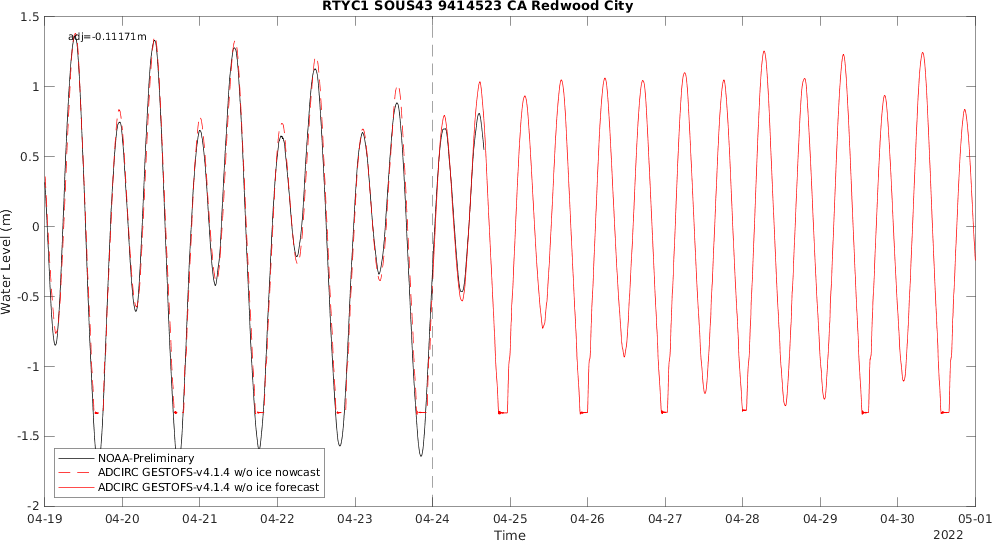 RTYC1 SOUS43 9414523 CA Redwood City
adj=-0.11171m
1.5
1
0.5
0
-0.5
-1
-1.5
-2
Water Level (m)
NOAA-Preliminary
ADCIRC GESTOFS-v4.1.4 w/o ice nowcast
ADCIRC GESTOFS-v4.1.4 w/o ice forecast
04-19 04-20 04-21 04-22 04-23 04-24 04-25 04-26 04-27 04-28 04-29 04-30 05-01
Time
2022